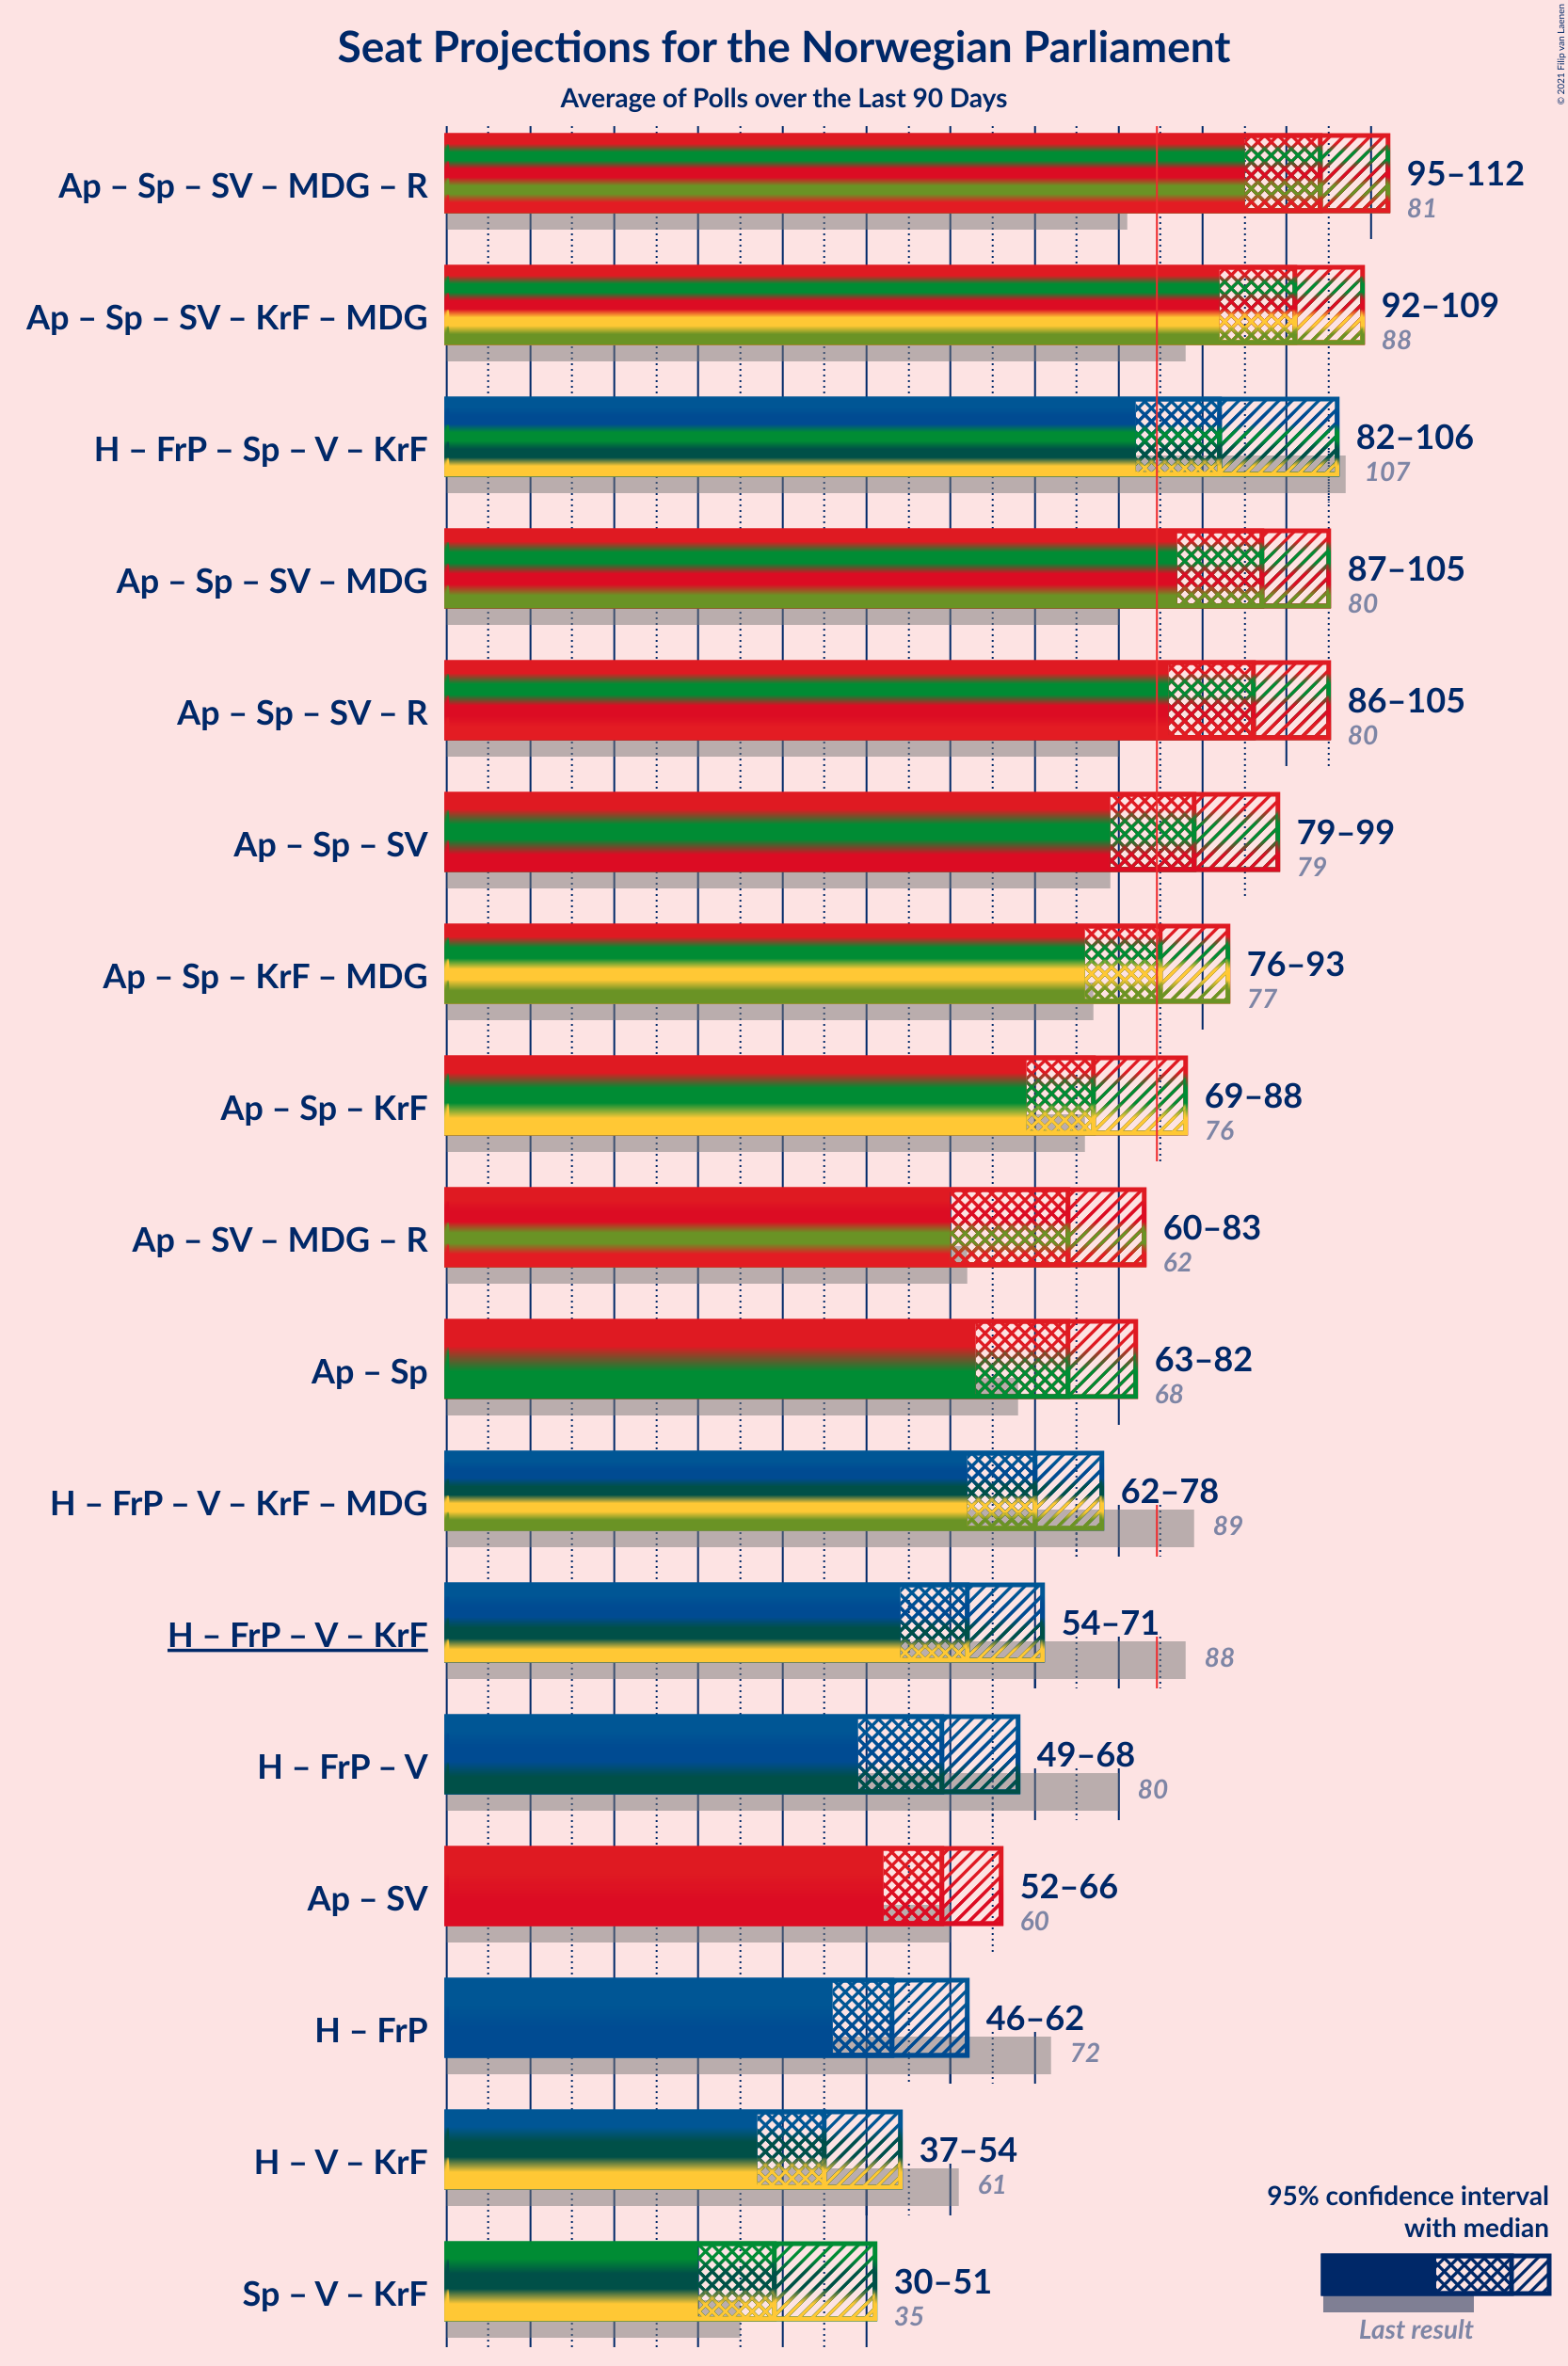 Seat Projections for the Norwegian Parliament
Average of Polls over the Last 90 Days
© 2021 Filip van Laenen
Ap – Sp – SV – MDG – R
95–112
81
Ap – Sp – SV – KrF – MDG
92–109
88
H – FrP – Sp – V – KrF
82–106
107
Ap – Sp – SV – MDG
87–105
80
Ap – Sp – SV – R
86–105
80
Ap – Sp – SV
79–99
79
Ap – Sp – KrF – MDG
76–93
77
Ap – Sp – KrF
69–88
76
Ap – SV – MDG – R
60–83
62
Ap – Sp
63–82
68
H – FrP – V – KrF – MDG
62–78
89
H – FrP – V – KrF
54–71
88
H – FrP – V
49–68
80
Ap – SV
52–66
60
H – FrP
46–62
72
H – V – KrF
37–54
61
Sp – V – KrF
30–51
35
95% confidence interval
with median
Last result